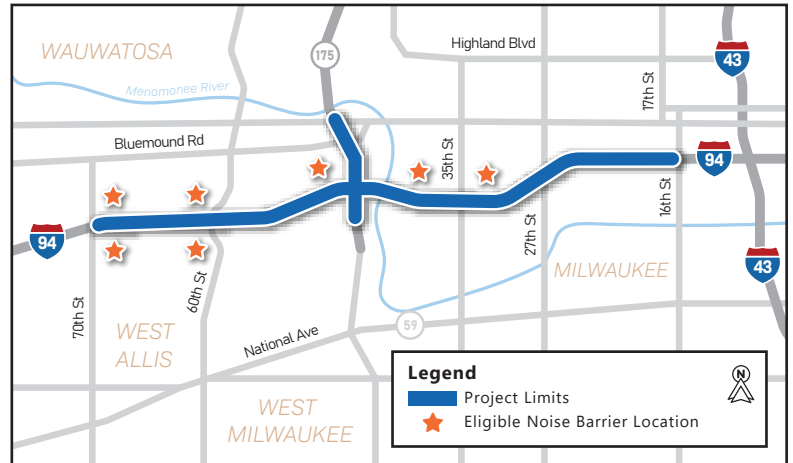 WAUWATOSA
175
Highland Blvd
43
Menomonee River
17th St
Bluemound Rd
35th St
94
16th St
94
27th St
43
MILWAUKEE
70th St
60th St
WEST
ALLIS
National Ave
59
WEST
MILWAUKEE
Legend
N
Project Limits
Eligible Noise Barrier Location